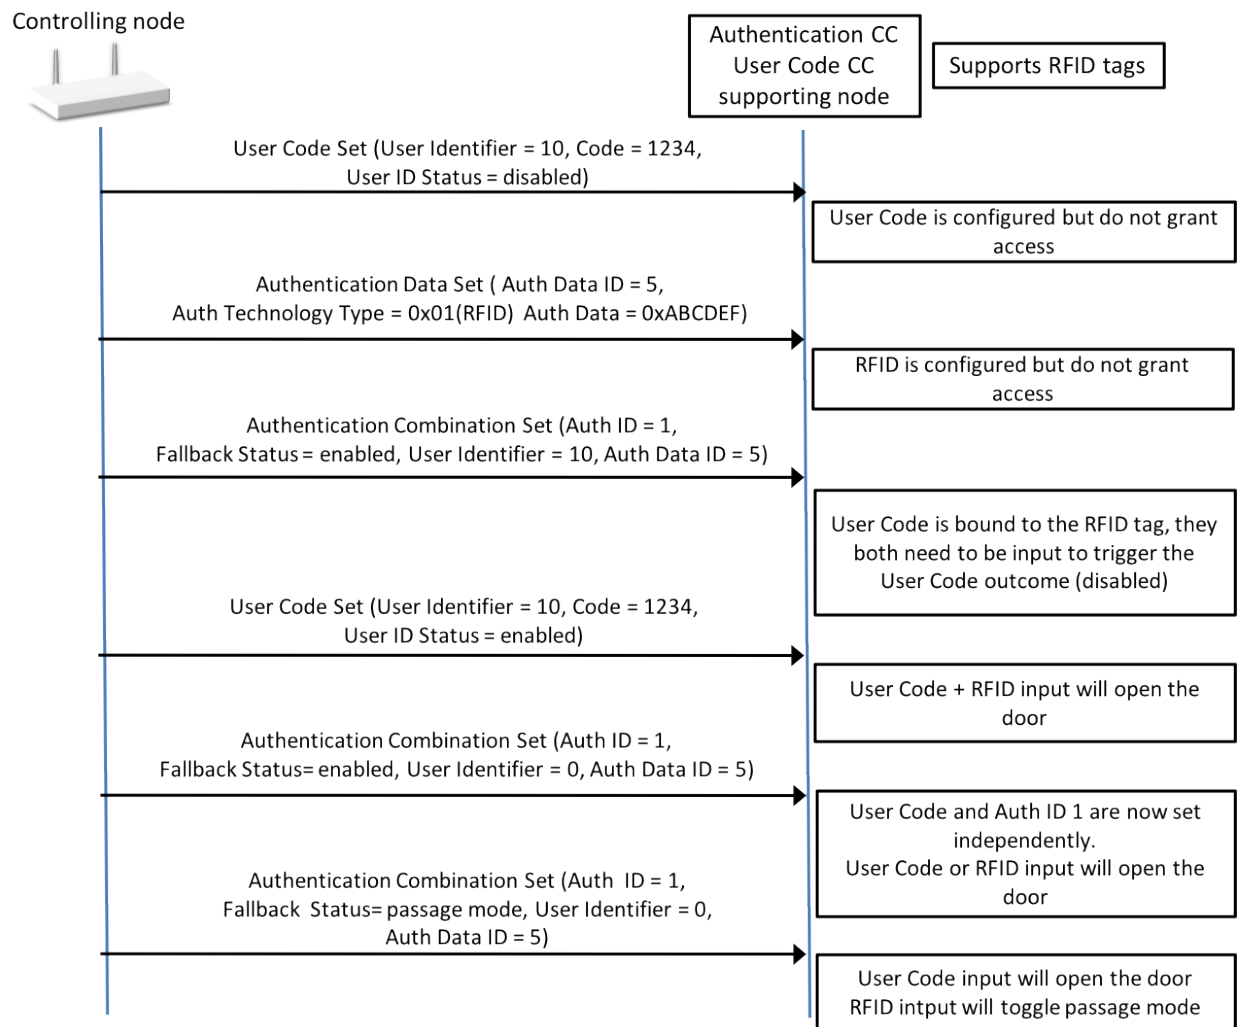 Controlling node
Authentication CC
User Code CC
supporting node
Supports RFID tags
User Code Set (User Identifier = 10, Code = 1234,
User ID Status = disabled)
User Code is configured but do not grant
access
Authentication Data Set ( Auth Data ID = 5,
Auth Technology Type = 0x01(RFID)  Auth Data = 0xABCDEF)
RFID is configured but do not grant
access
Authentication Combination Set (Auth ID = 1,
Fallback Status = enabled, User Identifier = 10, Auth Data ID = 5)
User Code is bound to the RFID tag, they
both need to be input to trigger the
User Code outcome (disabled)
User Code Set (User Identifier = 10, Code = 1234,
User ID Status = enabled)
User Code + RFID input will open the
door
Authentication Combination Set (Auth ID = 1,
Fallback Status= enabled, User Identifier = 0, Auth Data ID = 5)
User Code and Auth ID 1 are now set
independently.
User Code or RFID input will open the
door
Authentication Combination Set (Auth  ID = 1,
Fallback  Status= passage mode, User Identifier = 0,
Auth Data ID = 5)
User Code input will open the door
RFID intput will toggle passage mode